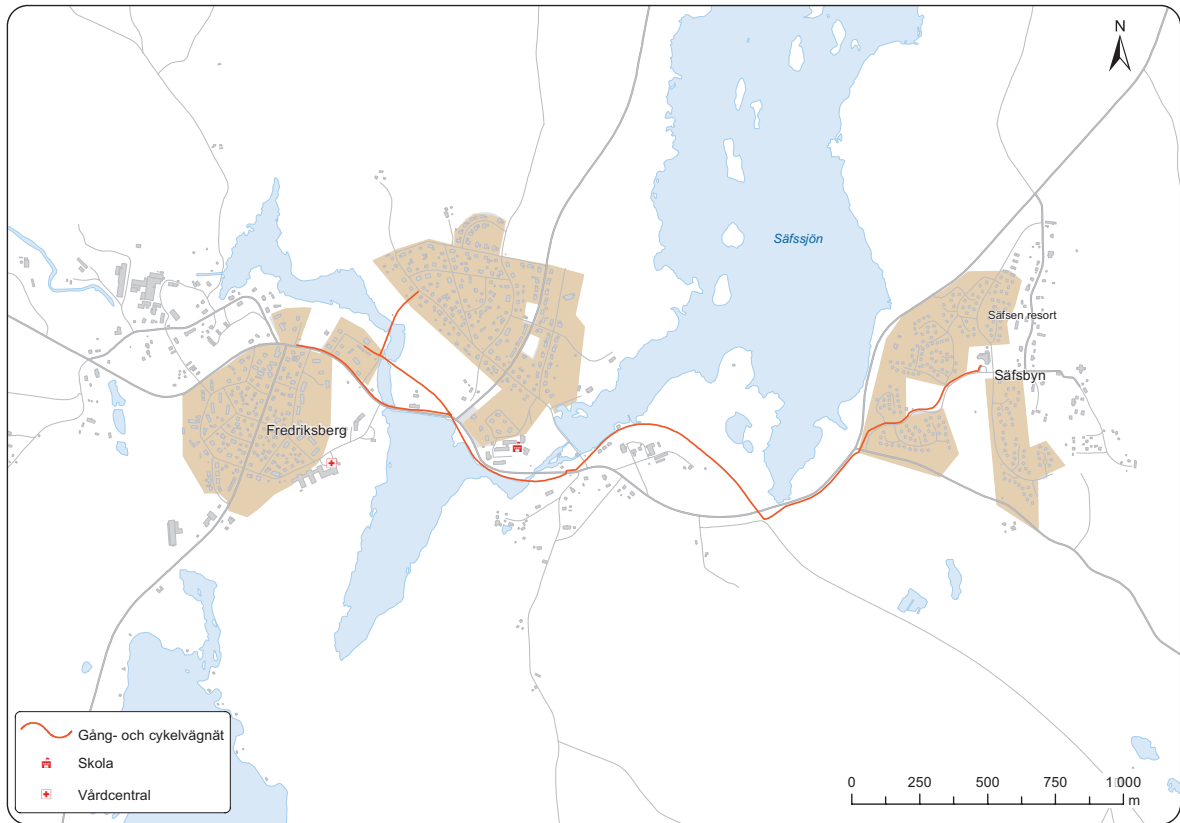 N
Säfssjön
Säfsen resort
Säfsbyn
Fredriksberg
Gång- och cykelvägnät
Skola
Vårdcentral
0 250 500 750 1 000
m